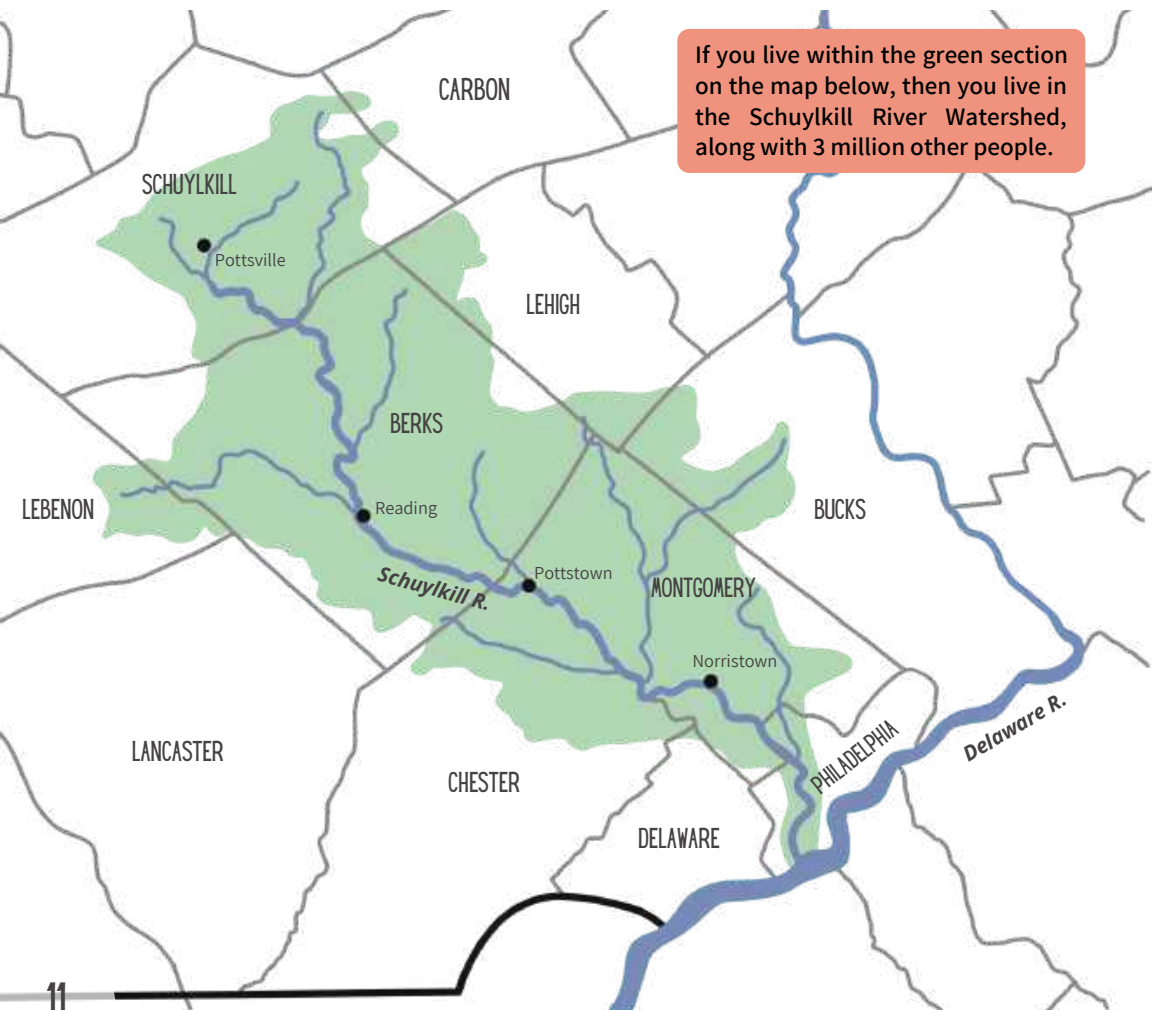 If you live within the green section
on the map below, then you live in
the Schuylkill River Watershed,
along with 3 million other people.
CARBON
SCHUYLKILL
Pottsville
LEHIGH
BERKS
LEBENON
Reading
BUCKS
Schuylkill R.
Pottstown
MONTGOMERY
Norristown
LANCASTER
CHESTER
PHILADELPHIA
Delaware R.
DELAWARE
11